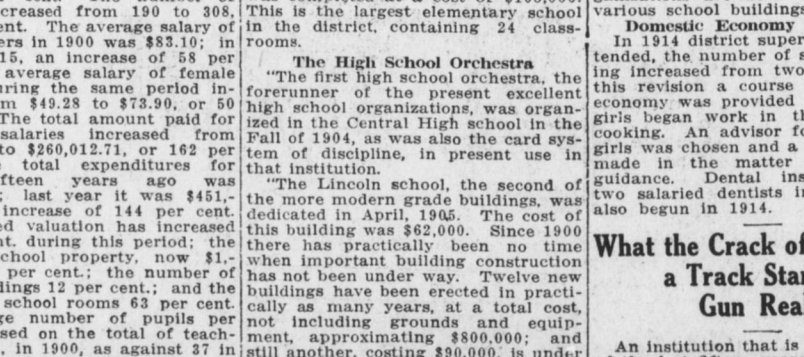 creased from 190 to 308,
ent. The average salary of
ers in 1900 was $83.10; in
15, an increase of 58 per
average salary of female
uring the same period in-
m $49.28 to $73.90, or 50
The total amount paid for
salaries increased from
to $260,012.71, or 162 per
total expenditures for
fteen years ago was
; last year it was $451,-
increase of 144 per cent.
ed valuation has increased
nt. during this period; the
chool property, now $1,-
per cent.; the number of
dings 12 per cent.; and the
school rooms 63 per cent.
ge number of pupils per
sed on the total of teach-
, in 1900, as against 37 in
This is the largest elementary school
in the district, containing 24 class-
rooms.
The High School Orchestra
"The first high school orchestra, the
forerunner of the present excellent
high school organizations, was organ-
ized in the Central High school in the
Fall of 1904, as was also the card sys-
tem of discipline, in present use in
that institution.
"The Lincoln school, the second of
the more modern grade buildings, was
dedicated in April, 1905. The cost of
this building was $62,000. Since 1900
there has practically been no time
when important building construction
has not been under way. Twelve new
buildings have been erected in practi-
cally as many years, at a total cost,
not including grounds and equip-
ment, approximating $800,000; and
still another, costing $90,000, is under
various school buildings
Domestic Economy
In 1914 district super
tended, the number of s
ing increased from two
this revision a course
economy was provided
girls began work in th
cooking. An advisor fo
girls was chosen and a
made in the matter
guidance. Dental ins
two salaried dentists i
also begun in 1914.
What the Crack of
a Track Star
Gun Rea
An institution that is